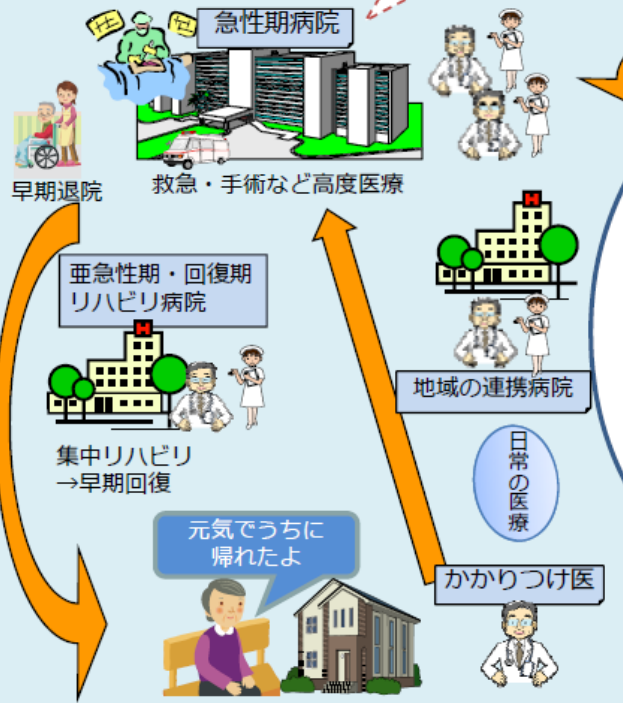 急性期病院
救急・手術など高度医療
早期退院
亜急性期・回復期
リハビリ病院
H
H
集中リハビリ
→早期回復
地域の連携病院
日常の医療
元気でうちに
帰れたよ
かかりつけ医